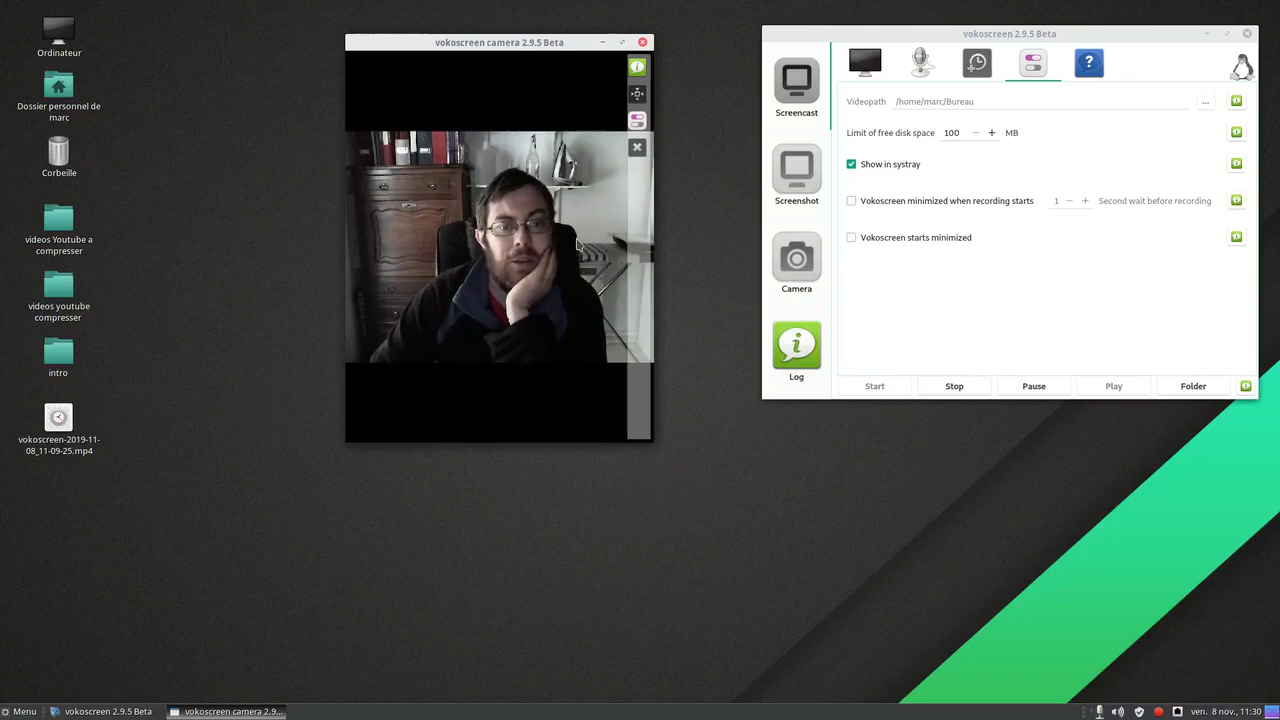 Ordinateur
Dossier personnel de
marc
Corbeille
videos Youtube a
compresser
videos youtube
compresser
intro
vokoscreen-2019-11-
08_11-09-25.mp4
vokoscreen camera 2.9.5 Beta
vokoscreen 2.9.5 Beta
Screencast
Screenshot
Camera
Log
Videopath /home/marc/Bureau ...
Limit of free disk space 100 − + MB
Show in systray
Vokoscreen minimized when recording starts 1 − + Second wait before recording
Vokoscreen starts minimized
Start Stop Pause Play Folder
Menu vokoscreen 2.9.5 Beta vokoscreen camera 2.9... ven. 8 nov., 11:30